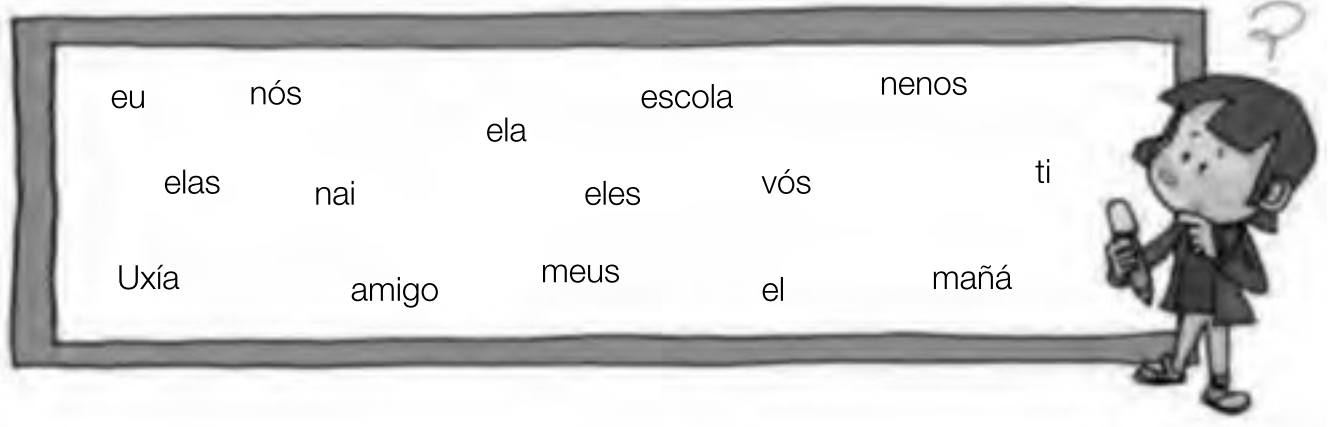 eu nós escola nenos
ela
elas nai eles vós ti
Uxía amigo meus el mañá